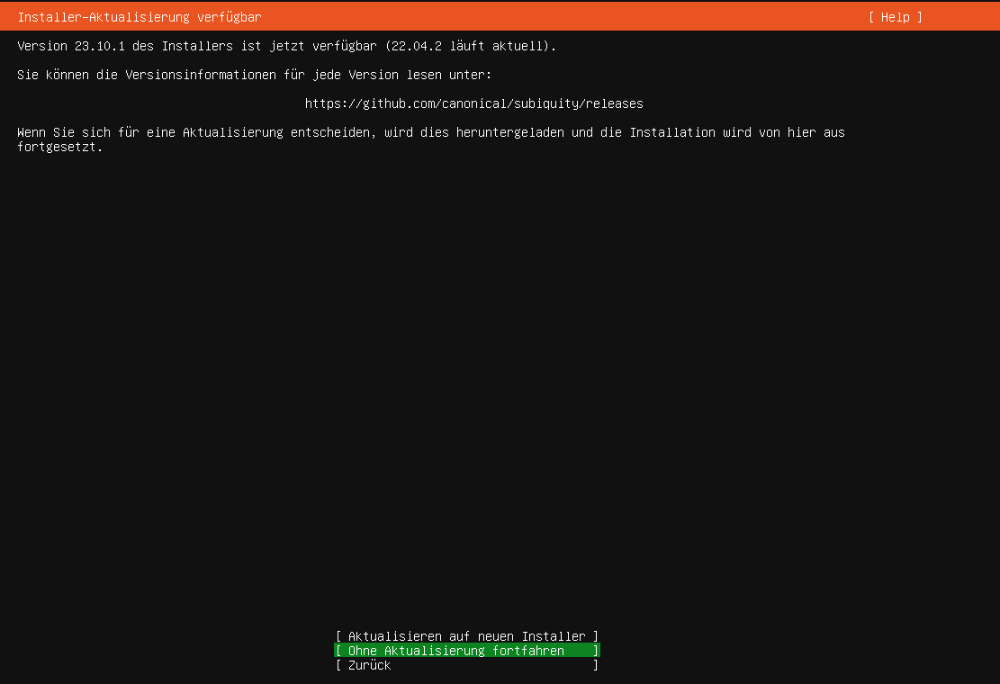 Installer-Aktualisierung verfügbar [ Help ]
Version 23.10.1 des Installers ist jetzt verfügbar (22.04.2 läuft aktuell).
Sie können die Versionsinformationen für jede Version lesen unter:
https://github.com/canonical/subiquity/releases
Wenn Sie sich für eine Aktualisierung entscheiden, wird dies heruntergeladen und die Installation wird von hier aus
fortgesetzt.
[ Aktualisieren auf neuen Installer ]
[ Ohne Aktualisierung fortfahren ]
[ Zurück ]